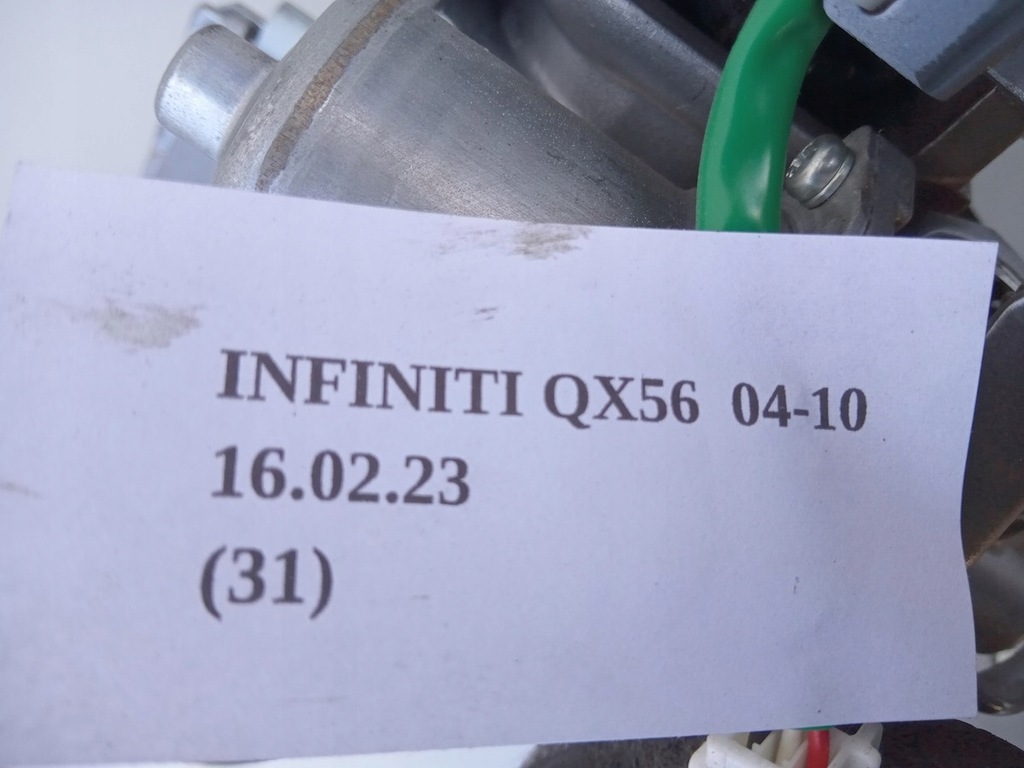 INFINITI QX56 04-10
16.02.23
(31)